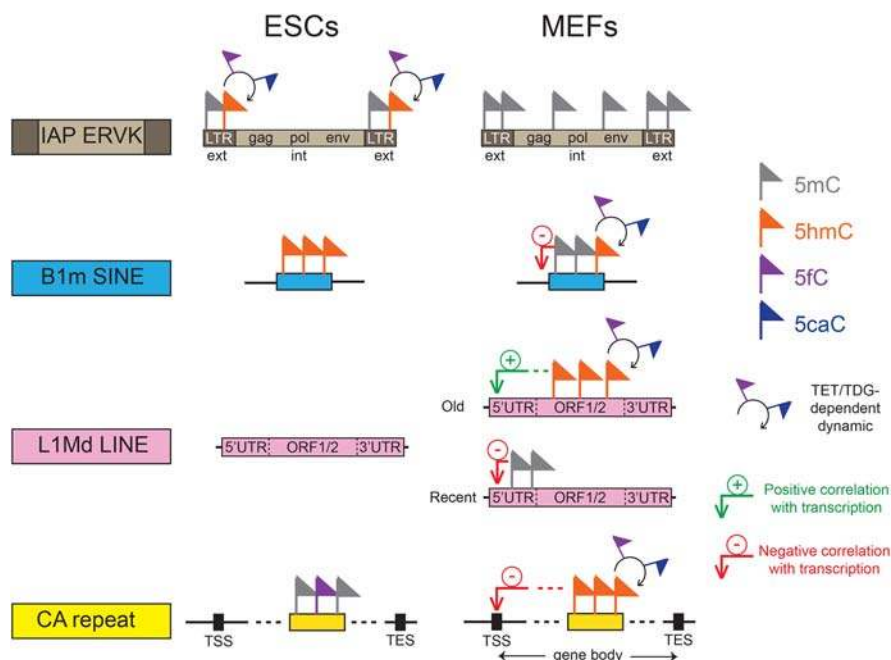 ESCs MEFs
IAP ERVK
LTR gag pol env LTR
ext int ext
LTR gag pol env LTR
ext int ext
5mC
5hmC
5fC
5caC
B1m SINE
-
+
Old
5'UTR ORF1/2 3'UTR
TET/TDG-
dependent
dynamic
L1Md LINE
5'UTR ORF1/2 3'UTR
-
Recent
5'UTR ORF1/2 3'UTR
+
Positive correlation
with transcription
-
Negative correlation
with transcription
CA repeat
TSS TES
-
TSS TES
gene body